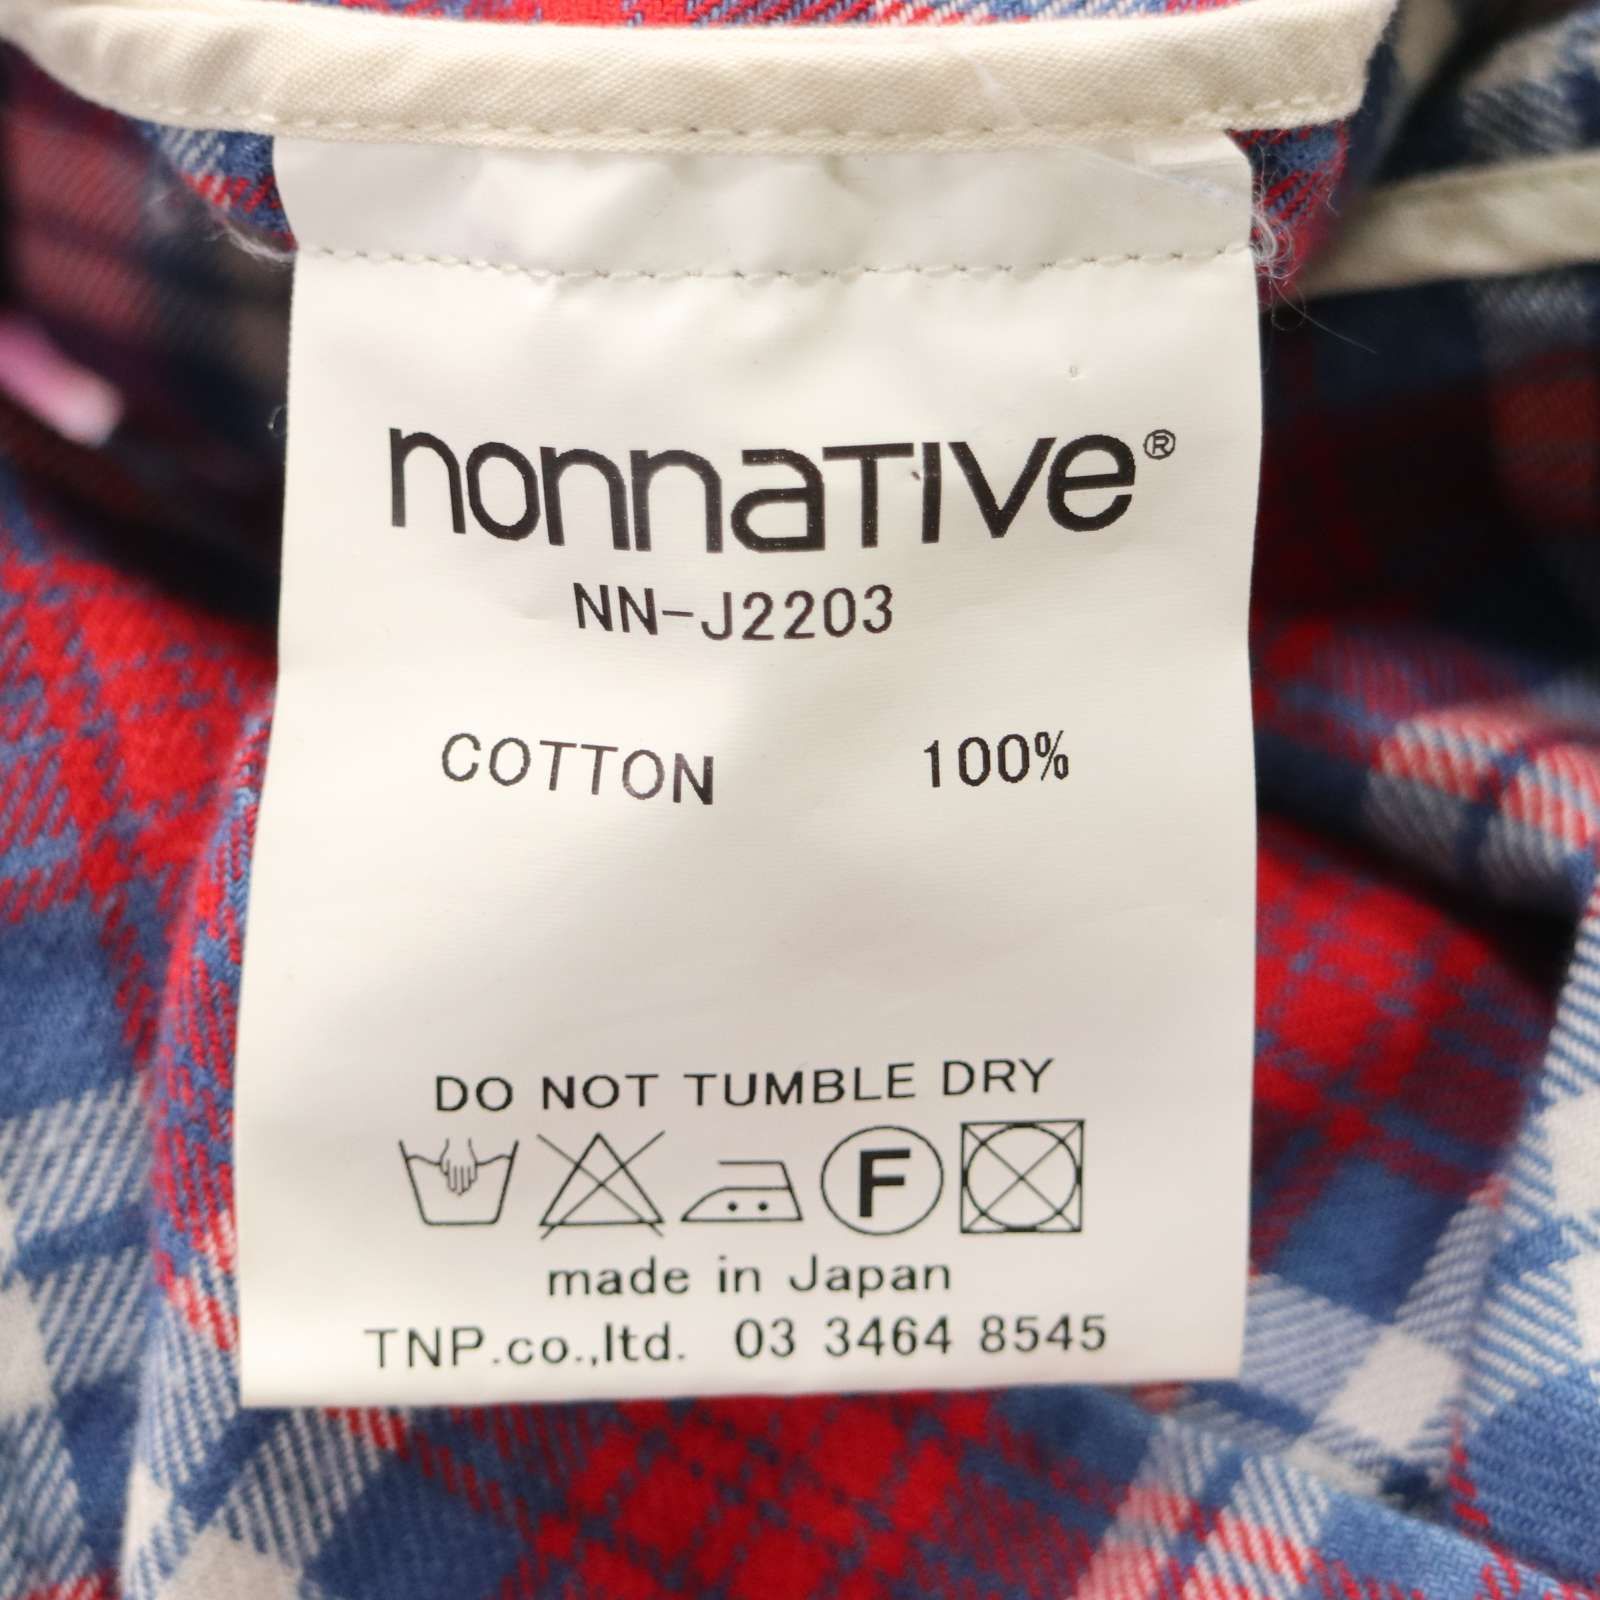 nonnative®
NN-J2203
COTTON 100%
DO NOT TUMBLE DRY
F
made in Japan
TNP.co.,ltd. 03 3464 8545